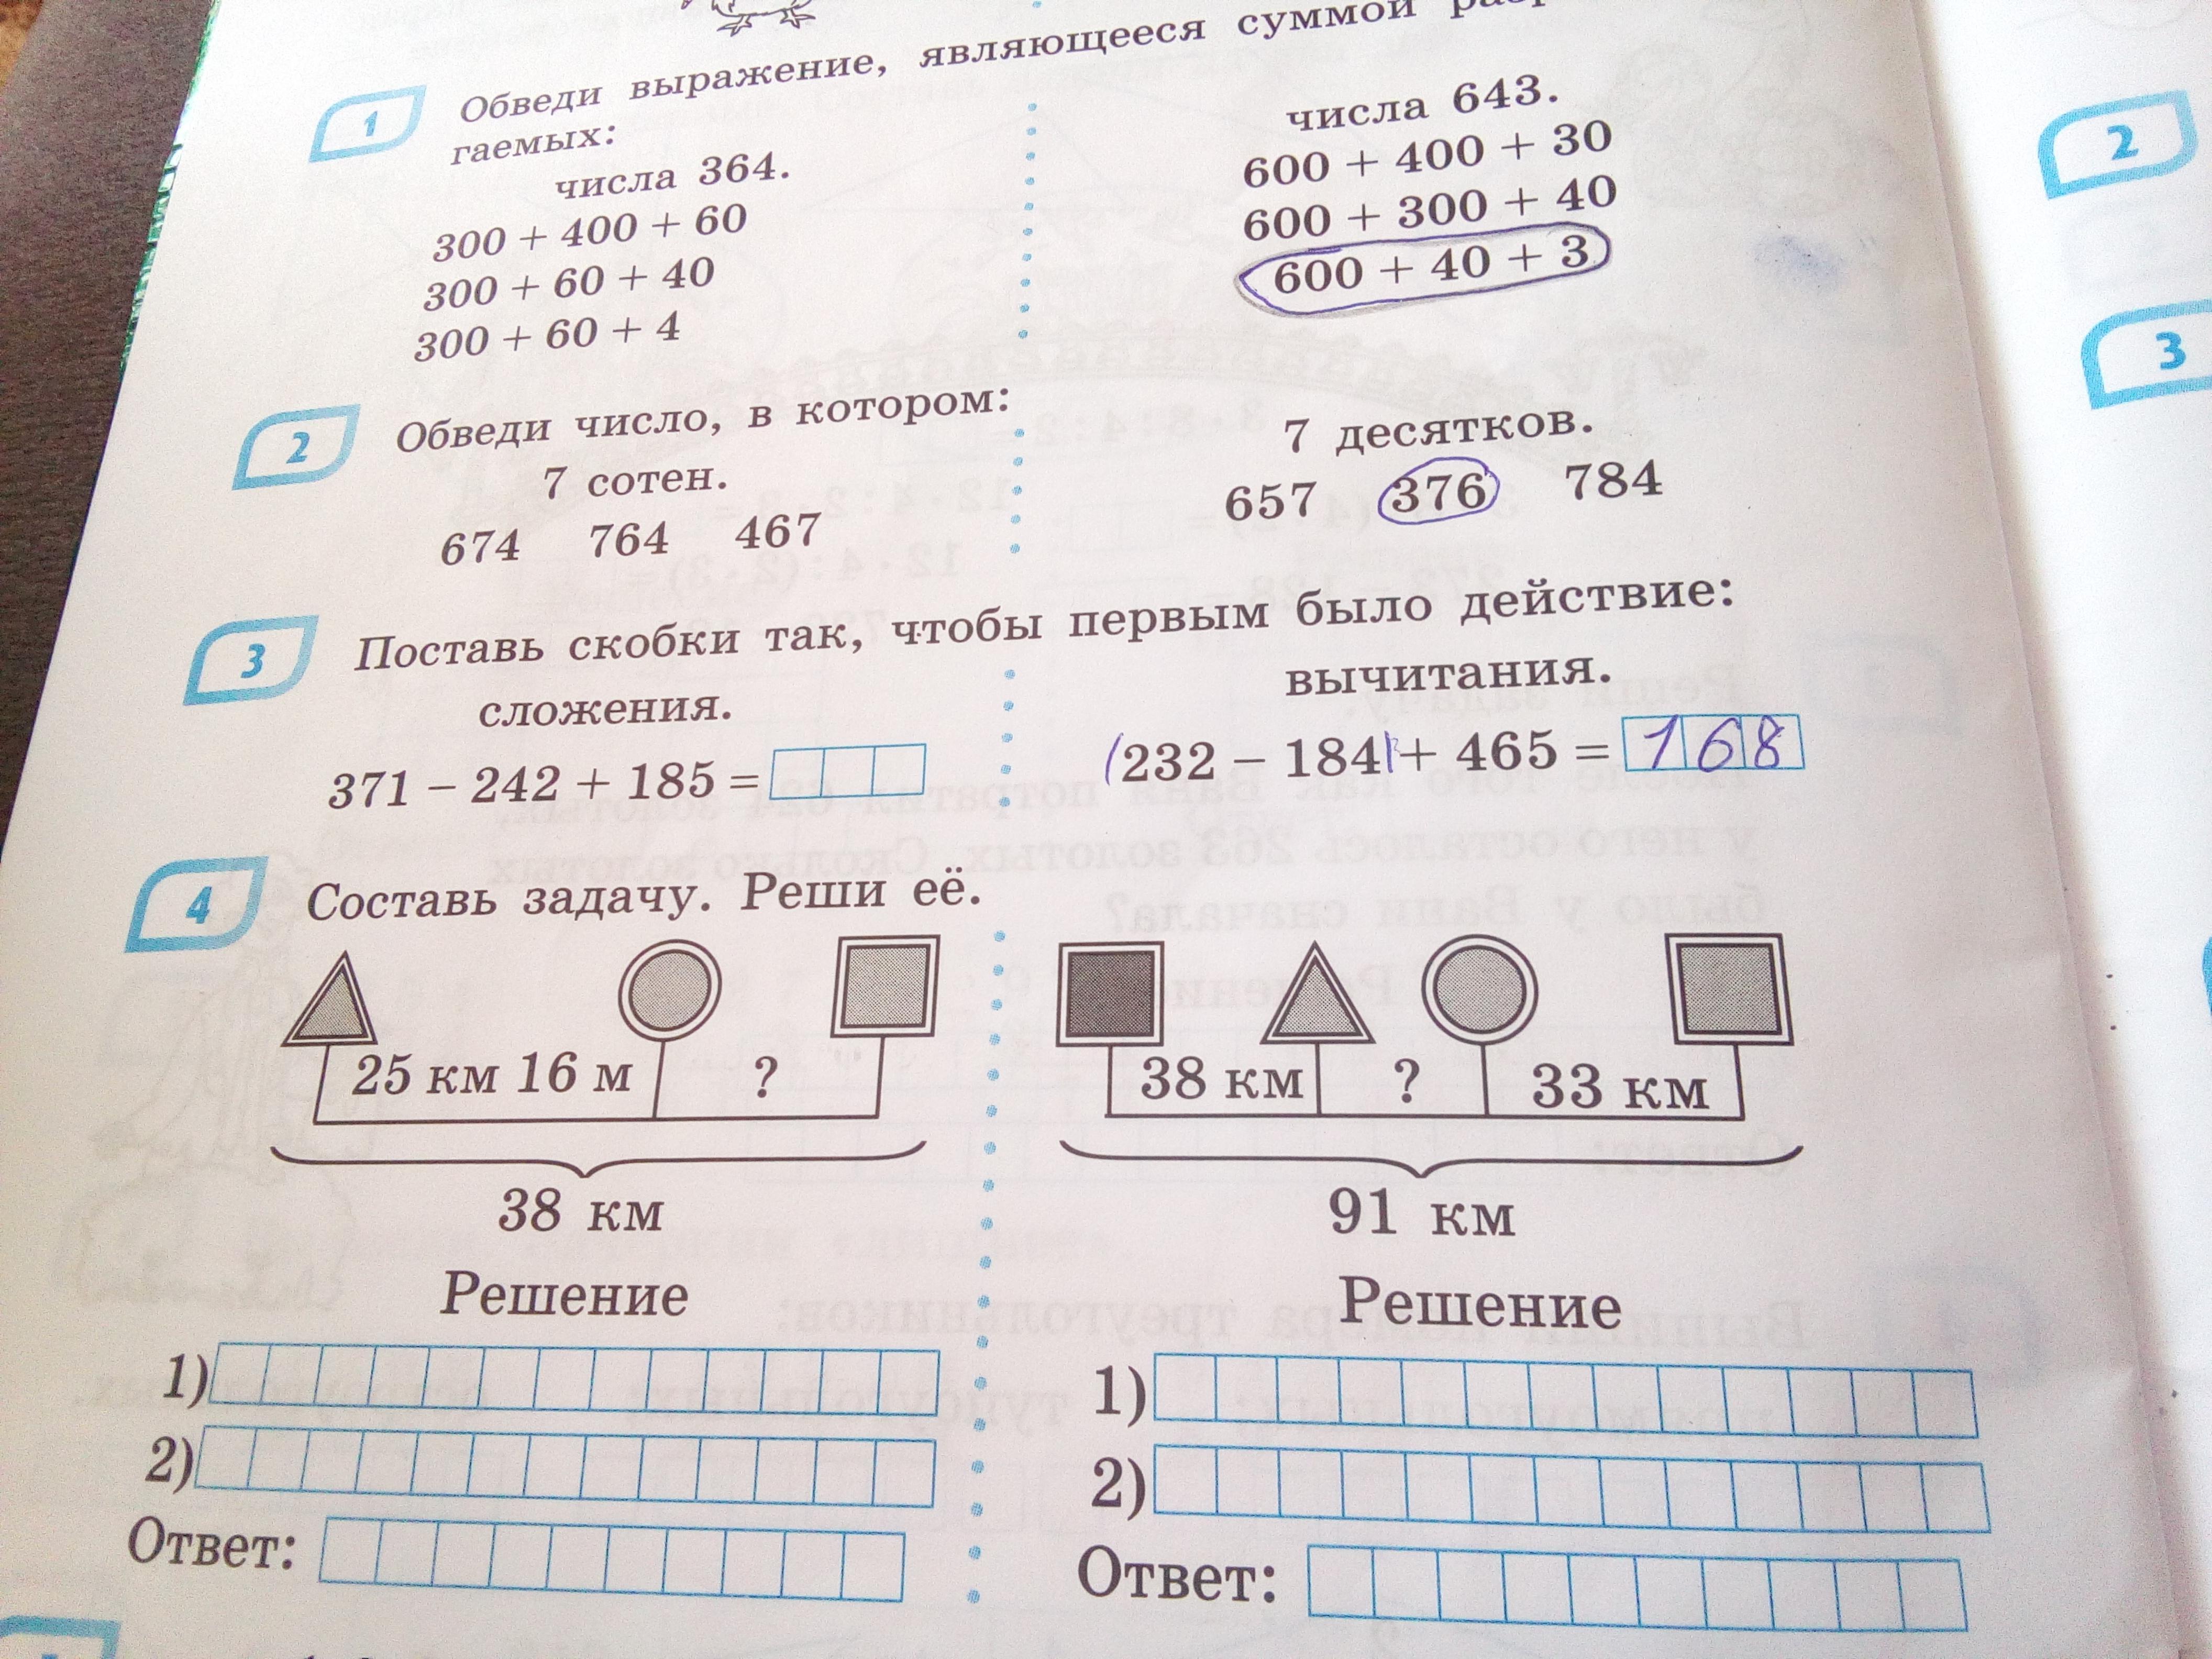 1 Обведи выражение, являющееся суммой
гаемых:
числа 364.
300 + 400 + 60
300 + 60 + 40
300 + 60 + 4
числа 643.
600 + 400 + 30
600 + 300 + 40
600 + 40 + 3
2 Обведи число, в котором:
7 сотен.
674 764 467
7 десятков.
657 376 784
3 Поставь скобки так, чтобы первым было действие:
сложения.
371 − 242 + 185 =
вычитания.
(232 − 184) + 465 = 168
4 Составь задачу. Реши её.
25 км 16 м ?
38 км
Решение
1)
2)
Ответ:
38 км ? 33 км
91 км
Решение
1)
2)
Ответ:
2
3